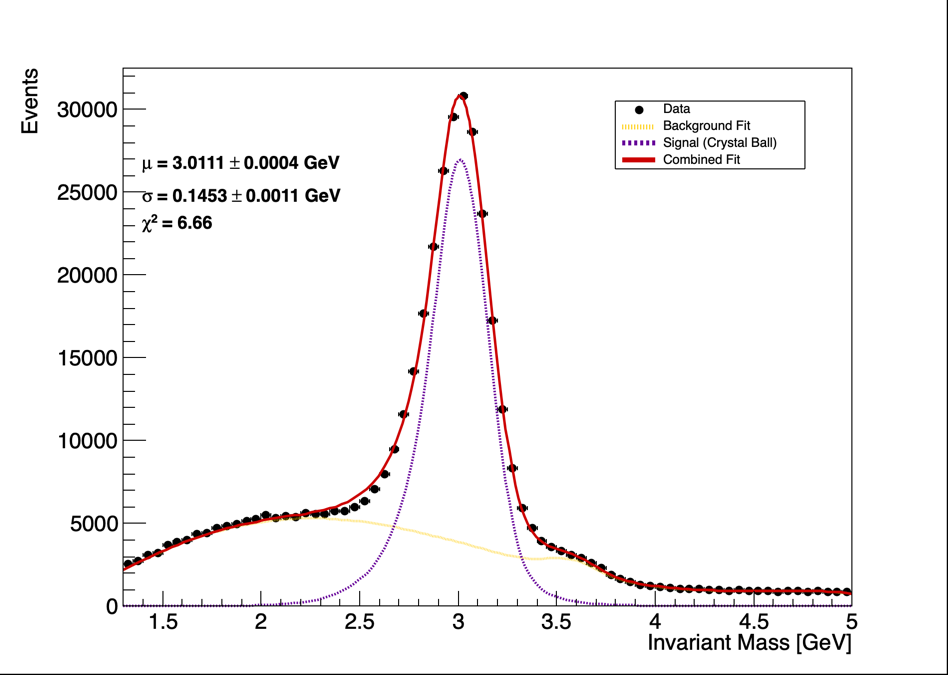 Events
30000
25000
20000
15000
10000
5000
0
μ = 3.0111 ± 0.0004 GeV
σ = 0.1453 ± 0.0011 GeV
χ² = 6.66
Data
Background Fit
Signal (Crystal Ball)
Combined Fit
1.5 2 2.5 3 3.5 4 4.5 5
Invariant Mass [GeV]